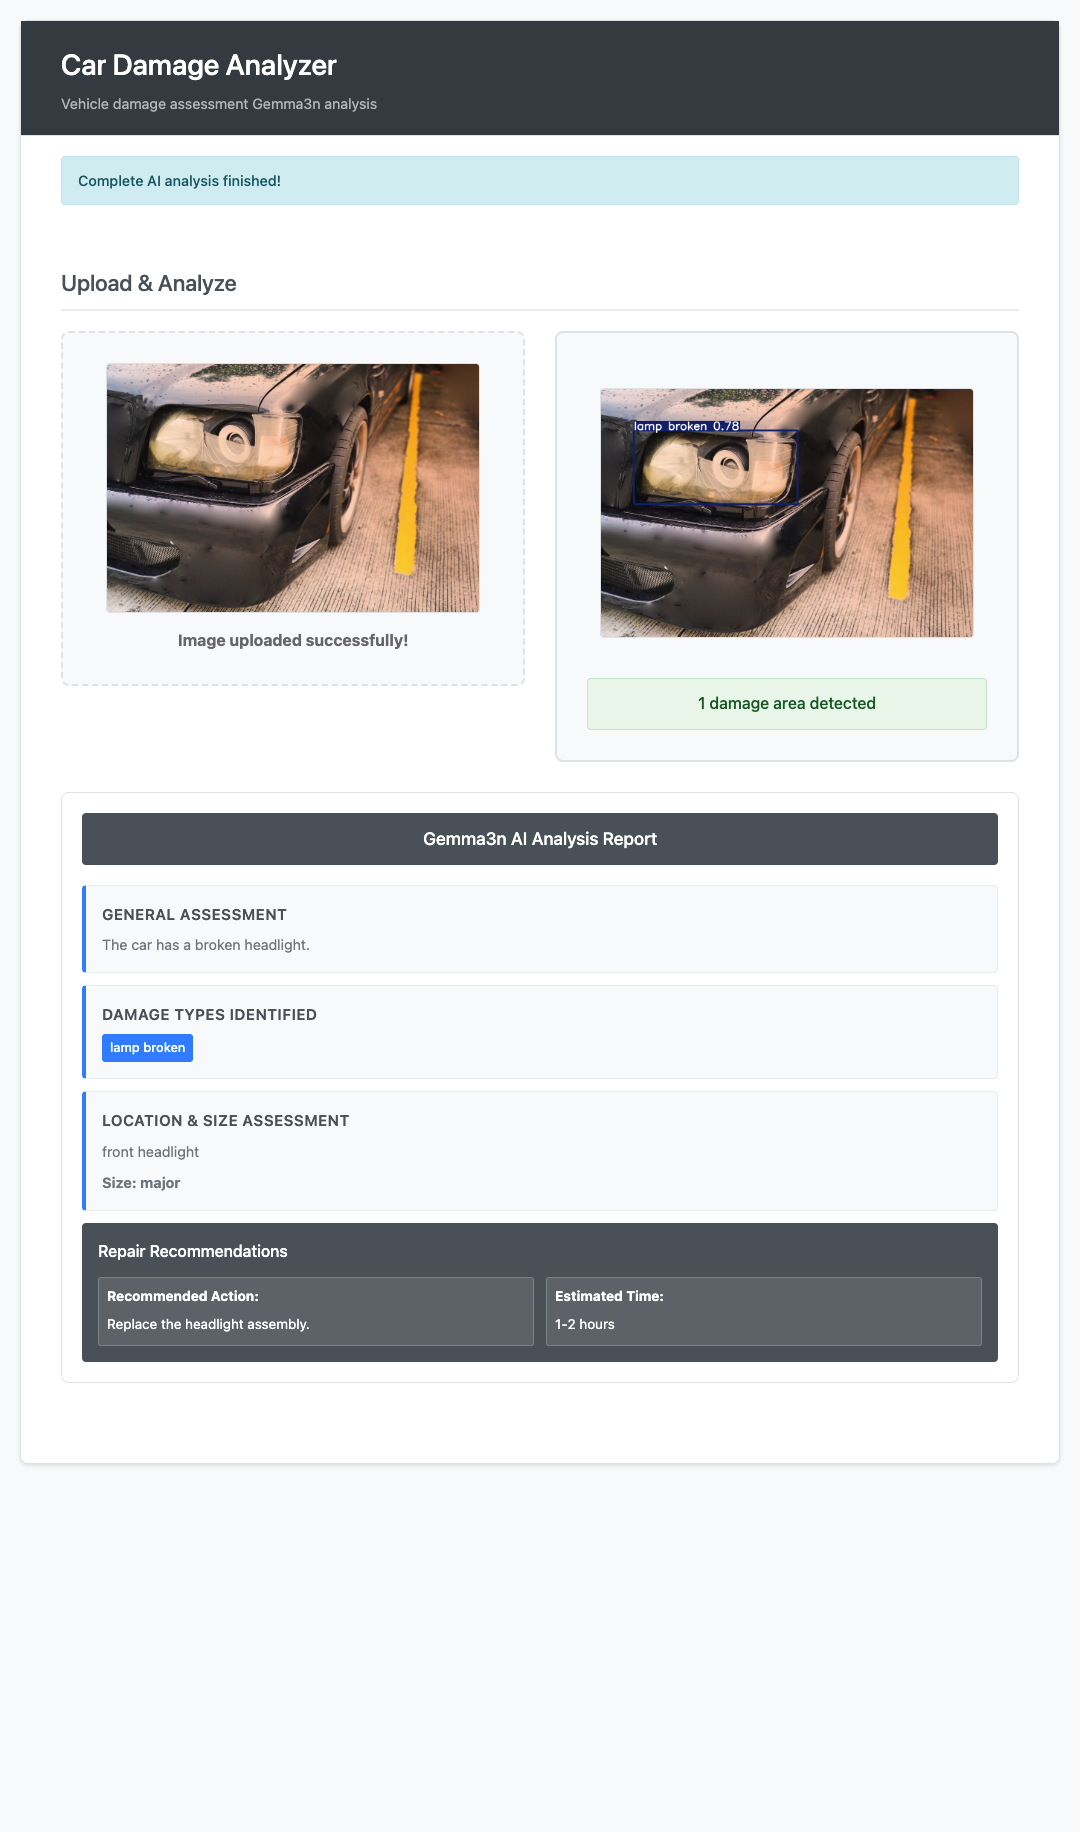 Car Damage Analyzer
Vehicle damage assessment Gemma3n analysis
Complete AI analysis finished!
Upload & Analyze
Image uploaded successfully!
lamp broken 0.78
1 damage area detected
Gemma3n AI Analysis Report
GENERAL ASSESSMENT
The car has a broken headlight.
DAMAGE TYPES IDENTIFIED
lamp broken
LOCATION & SIZE ASSESSMENT
front headlight
Size: major
Repair Recommendations
Recommended Action:
Replace the headlight assembly.
Estimated Time:
1-2 hours